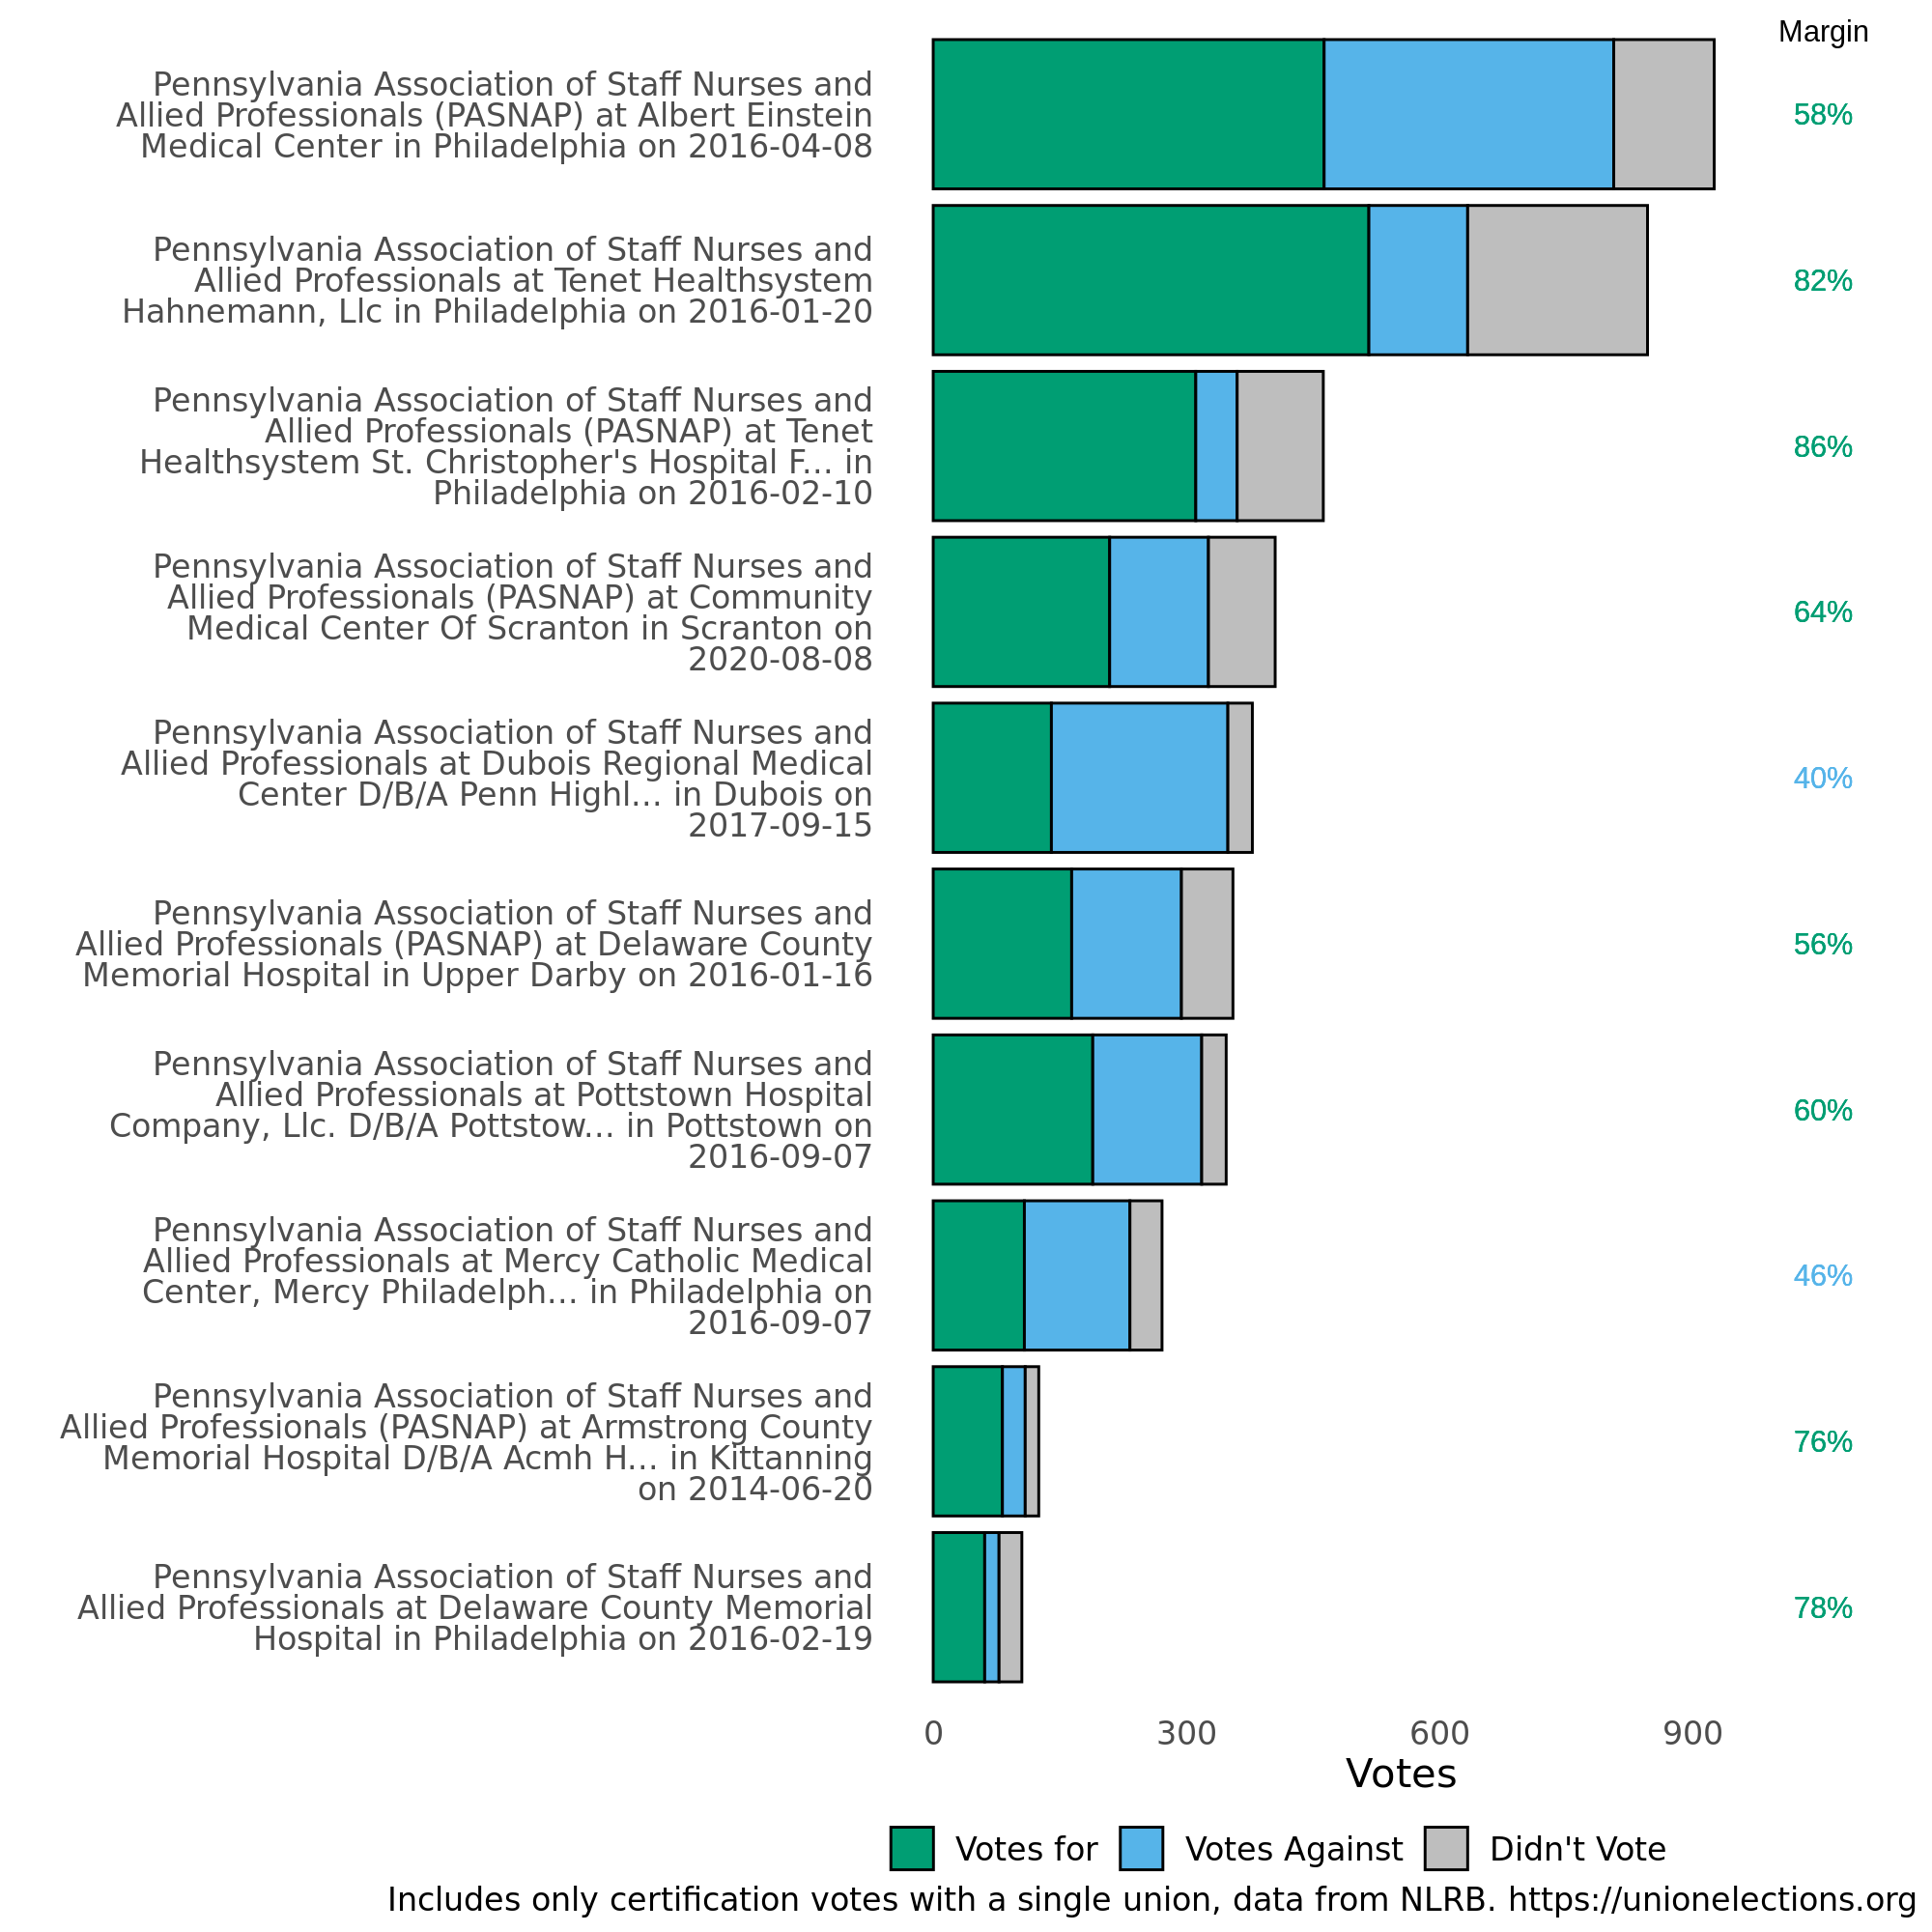 Margin
Pennsylvania Association of Staff Nurses and
Allied Professionals (PASNAP) at Albert Einstein
Medical Center in Philadelphia on 2016-04-08
58%
Pennsylvania Association of Staff Nurses and
Allied Professionals at Tenet Healthsystem
Hahnemann, Llc in Philadelphia on 2016-01-20
82%
Pennsylvania Association of Staff Nurses and
Allied Professionals (PASNAP) at Tenet
Healthsystem St. Christopher's Hospital F... in
Philadelphia on 2016-02-10
86%
Pennsylvania Association of Staff Nurses and
Allied Professionals (PASNAP) at Community
Medical Center Of Scranton in Scranton on
2020-08-08
64%
Pennsylvania Association of Staff Nurses and
Allied Professionals at Dubois Regional Medical
Center D/B/A Penn Highl... in Dubois on
2017-09-15
40%
Pennsylvania Association of Staff Nurses and
Allied Professionals (PASNAP) at Delaware County
Memorial Hospital in Upper Darby on 2016-01-16
56%
Pennsylvania Association of Staff Nurses and
Allied Professionals at Pottstown Hospital
Company, Llc. D/B/A Pottstow... in Pottstown on
2016-09-07
60%
Pennsylvania Association of Staff Nurses and
Allied Professionals at Mercy Catholic Medical
Center, Mercy Philadelph... in Philadelphia on
2016-09-07
46%
Pennsylvania Association of Staff Nurses and
Allied Professionals (PASNAP) at Armstrong County
Memorial Hospital D/B/A Acmh H... in Kittanning
on 2014-06-20
76%
Pennsylvania Association of Staff Nurses and
Allied Professionals at Delaware County Memorial
Hospital in Philadelphia on 2016-02-19
78%
0 300 600 900
Votes
Votes for Votes Against Didn't Vote
Includes only certification votes with a single union, data from NLRB. https://unionelections.org